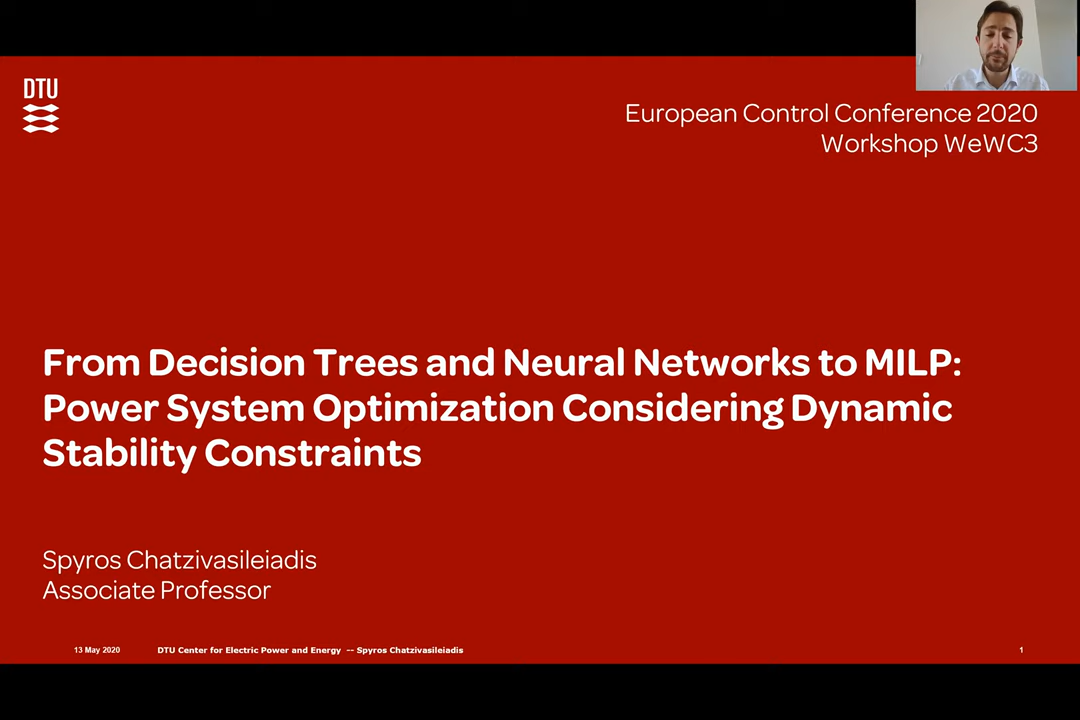 DTU
European Control Conference 2020
Workshop WeWC3
From Decision Trees and Neural Networks to MILP:
Power System Optimization Considering Dynamic
Stability Constraints
Spyros Chatzivasileiadis
Associate Professor
13 May 2020 DTU Center for Electric Power and Energy -- Spyros Chatzivasileiadis 1